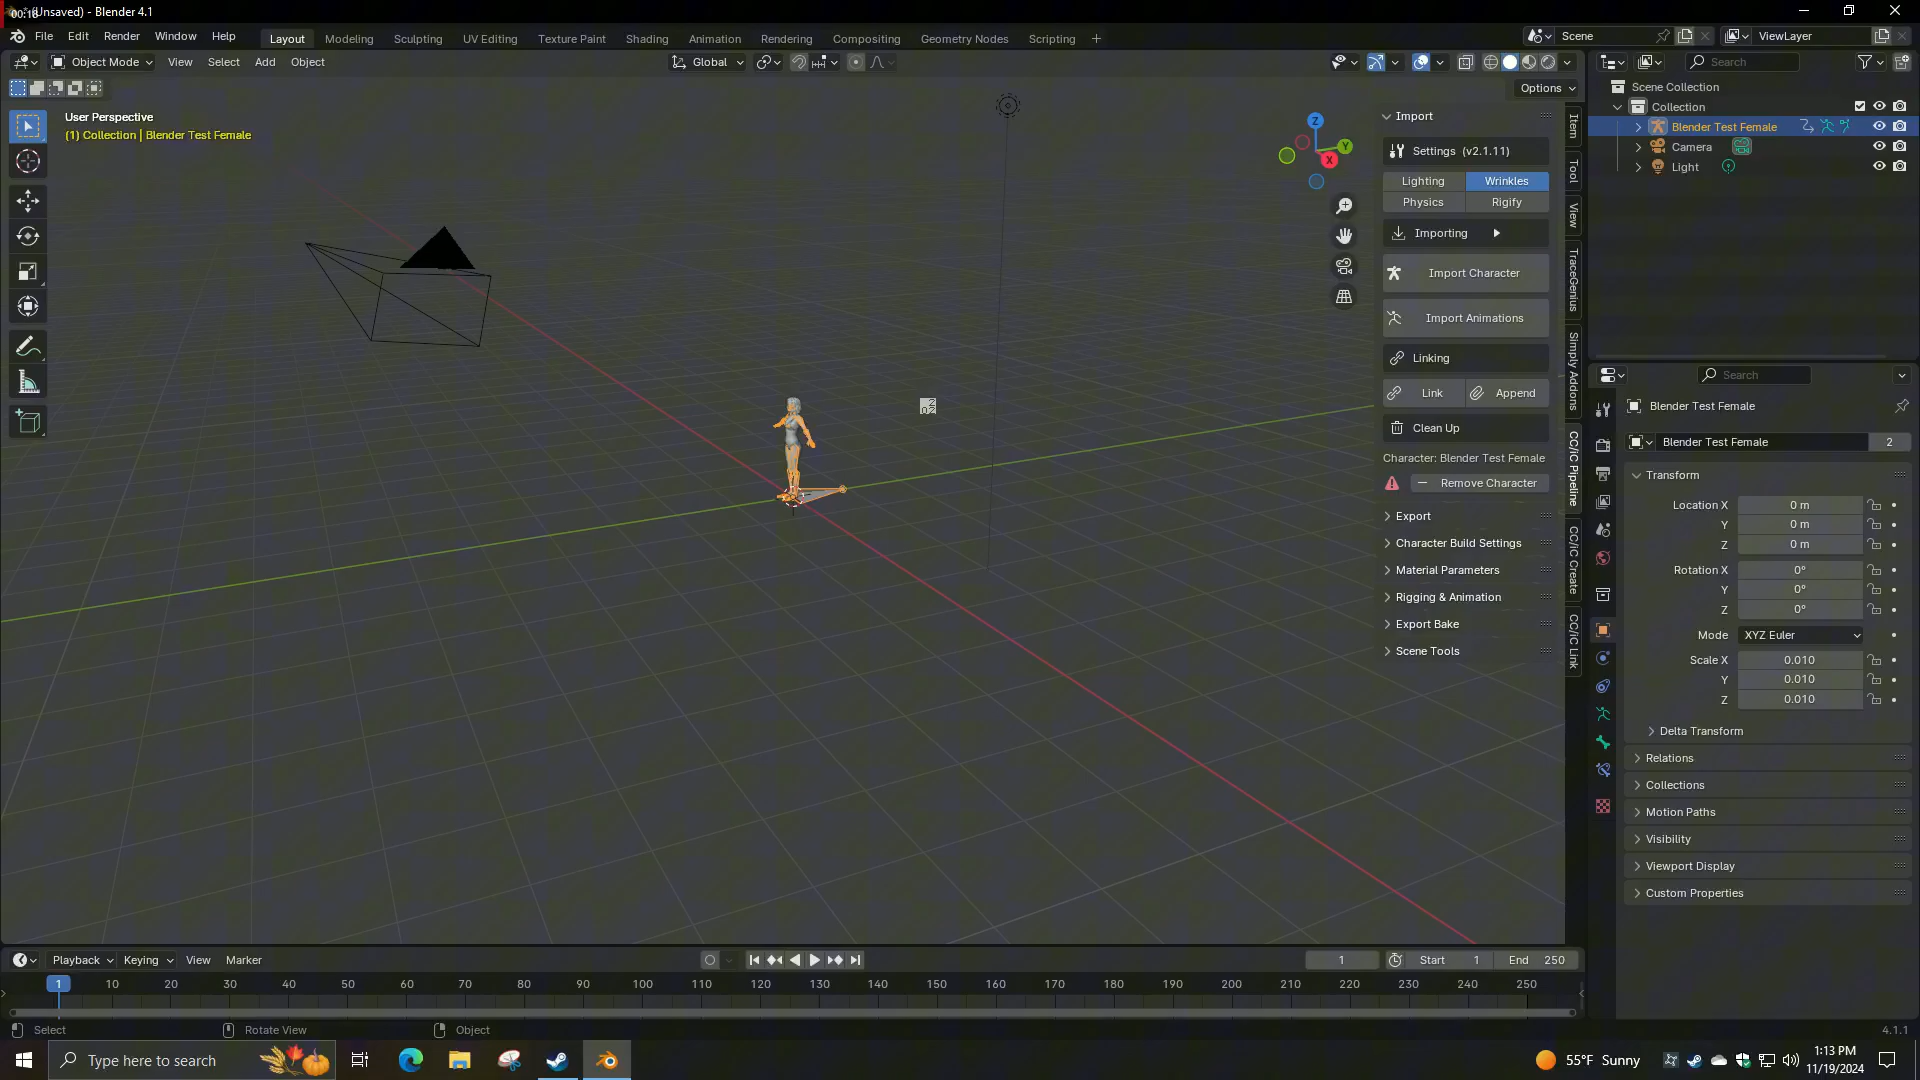 * (Unsaved) - Blender 4.1
File Edit Render Window Help
Layout Modeling Sculpting UV Editing Texture Paint Shading Animation Rendering Compositing Geometry Nodes Scripting +
Scene
ViewLayer
Object Mode View Select Add Object
Global
Options
Search
User Perspective
(1) Collection | Blender Test Female
Z
Y
X
Import
Settings (v2.1.11)
Lighting Wrinkles
Physics Rigify
Importing
Import Character
Import Animations
Linking
Link Append
Clean Up
Character: Blender Test Female
Remove Character
Export
Character Build Settings
Material Parameters
Rigging & Animation
Export Bake
Scene Tools
Item
Tool
View
TraceGenius
Simply Addons
CC/iC Pipeline
CC/iC Create
CC/iC Link
Scene Collection
Collection
Blender Test Female
Camera
Light
Search
Blender Test Female
Blender Test Female 2
Transform
Location X 0 m
Y 0 m
Z 0 m
Rotation X 0°
Y 0°
Z 0°
Mode XYZ Euler
Scale X 0.010
Y 0.010
Z 0.010
Delta Transform
Relations
Collections
Motion Paths
Visibility
Viewport Display
Custom Properties
Playback Keying View Marker
1 Start 1 End 250
1 10 20 30 40 50 60 70 80 90 100 110 120 130 140 150 160 170 180 190 200 210 220 230 240 250
Select Rotate View Object
4.1.1
Type here to search
55°F Sunny
1:13 PM
11/19/2024